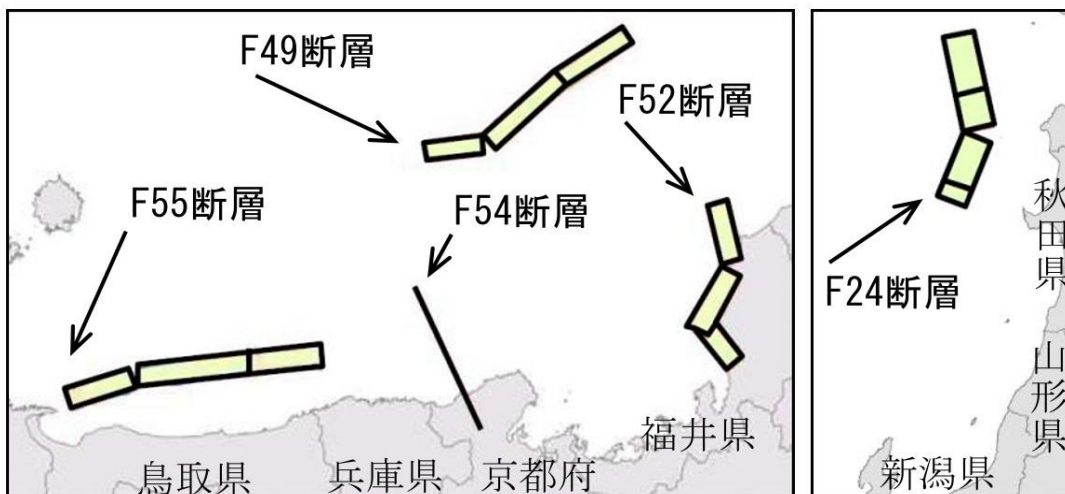 F49断層
F52断層
F55断層
F54断層
鳥取県
兵庫県
京都府
福井県
秋田県
F24断層
山形県
新潟県